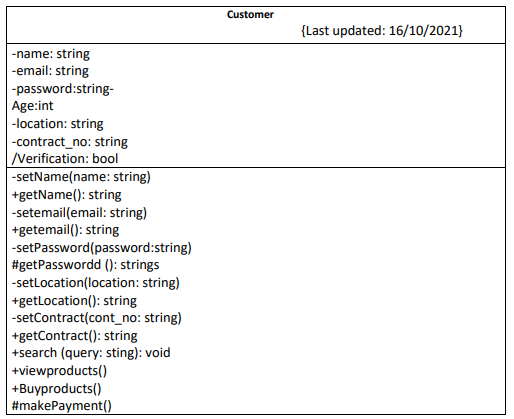 Customer
{Last updated: 16/10/2021}
-name: string
-email: string
-password:string-
Age:int
-location: string
-contract_no: string
/Verification: bool
-setName(name: string)
+getName(): string
-setemail(email: string)
+getemail(): string
-setPassword(password:string)
#getPasswordd (): strings
-setLocation(location: string)
+getLocation(): string
-setContract(cont_no: string)
+getContract(): string
+search (query: sting): void
+viewproducts()
+Buyproducts()
#makePayment()